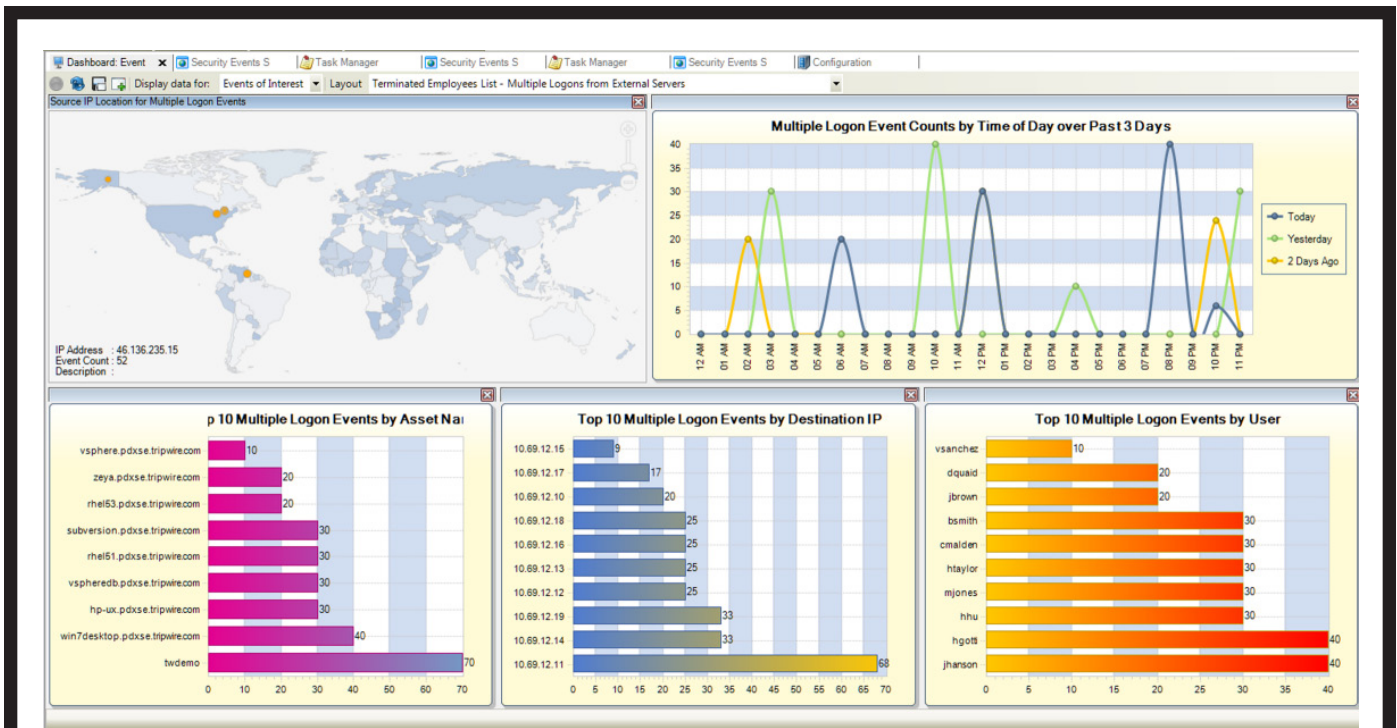 Dashboard: Event Security Events S Task Manager Security Events S Task Manager Security Events S Configuration
Display data for: Events of Interest Layout Terminated Employees List - Multiple Logons from External Servers
Source IP Location for Multiple Logon Events
IP Address : 46.136.235.15
Event Count : 52
Description :
Multiple Logon Event Counts by Time of Day over Past 3 Days
40
35
30
25
20
15
10
5
0
12 AM 01 AM 02 AM 03 AM 04 AM 05 AM 06 AM 07 AM 08 AM 09 AM 10 AM 11 AM 12 PM 01 PM 02 PM 03 PM 04 PM 05 PM 06 PM 07 PM 08 PM 09 PM 10 PM 11 PM
Today
Yesterday
2 Days Ago
p 10 Multiple Logon Events by Asset Na
vsphere.pdxse.tripwire.com 10
zeya.pdxse.tripwire.com 20
rhel53.pdxse.tripwire.com 20
subversion.pdxse.tripwire.com 30
rhel51.pdxse.tripwire.com 30
vspheredb.pdxse.tripwire.com 30
hp-ux.pdxse.tripwire.com 30
win7desktop.pdxse.tripwire.com 40
twdemo 70
0 10 20 30 40 50 60 70
Top 10 Multiple Logon Events by Destination IP
10.69.12.15 9
10.69.12.17 17
10.69.12.10 20
10.69.12.18 25
10.69.12.16 25
10.69.12.13 25
10.69.12.12 25
10.69.12.19 33
10.69.12.14 33
10.69.12.11 68
0 5 10 15 20 25 30 35 40 45 50 55 60 65 70
Top 10 Multiple Logon Events by User
vsanchez 10
dquaid 20
jbrown 20
bsmith 30
cmalden 30
htaylor 30
mjones 30
hhu 30
hgotti 40
jhanson 40
0 5 10 15 20 25 30 35 40